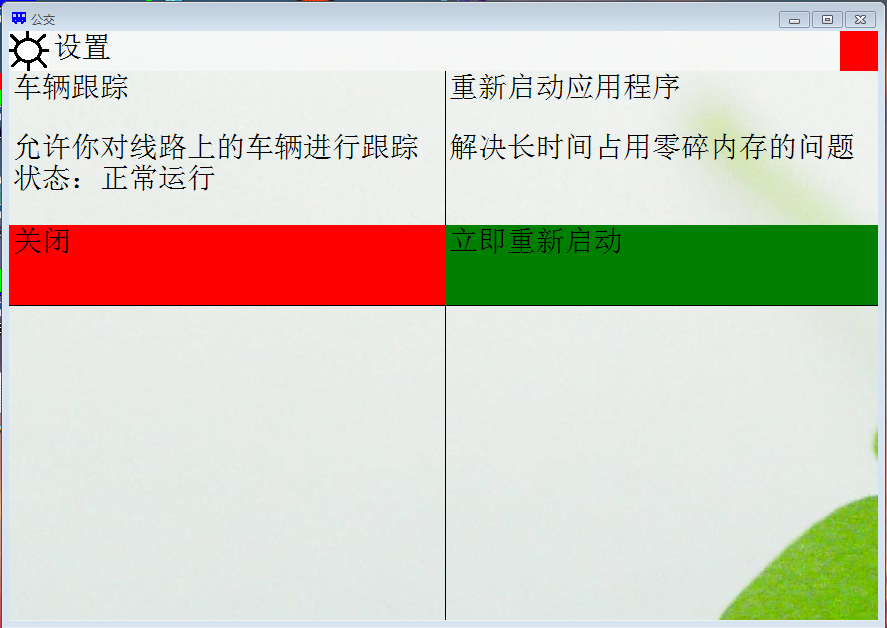 公交
设置
车辆跟踪
允许你对线路上的车辆进行跟踪
状态：正常运行
关闭
重新启动应用程序
解决长时间占用零碎内存的问题
立即重新启动